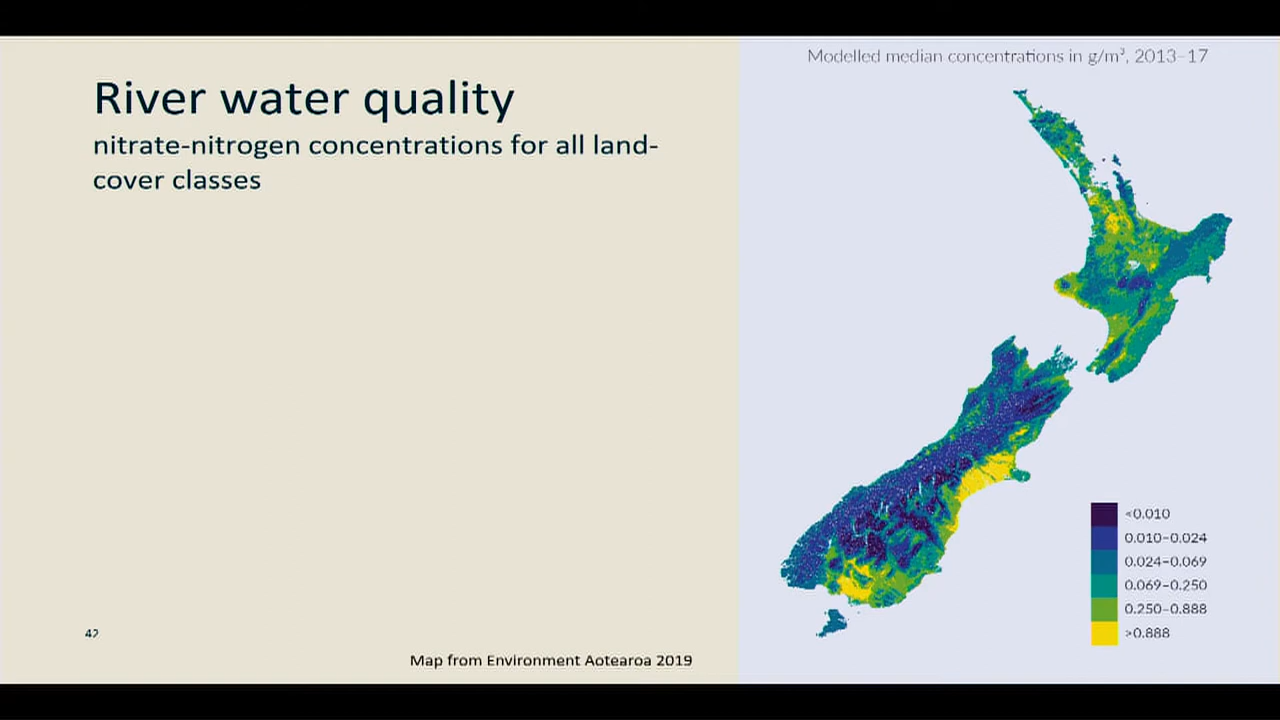 River water quality
nitrate-nitrogen concentrations for all land-
cover classes
42
Map from Environment Aotearoa 2019
Modelled median concentrations in g/m³, 2013–17
<0.010
0.010–0.024
0.024–0.069
0.069–0.250
0.250–0.888
>0.888